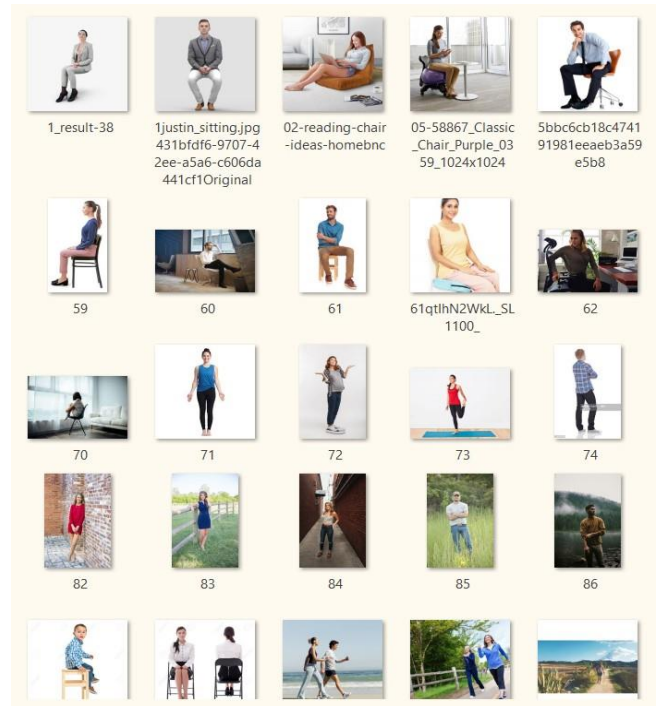 1_result-38
1justin_sitting.jpg
431bfdf6-9707-4
2ee-a5a6-c606da
441cf1Original
02-reading-chair
-ideas-homebnc
05-58867_Classic
_Chair_Purple_03
59_1024x1024
5bbc6cb18c4741
91981eeaeb3a59
e5b8
59
60
61
61qtlhN2WkL._SL
1100_
62
70
71
72
73
74
82
83
84
85
86